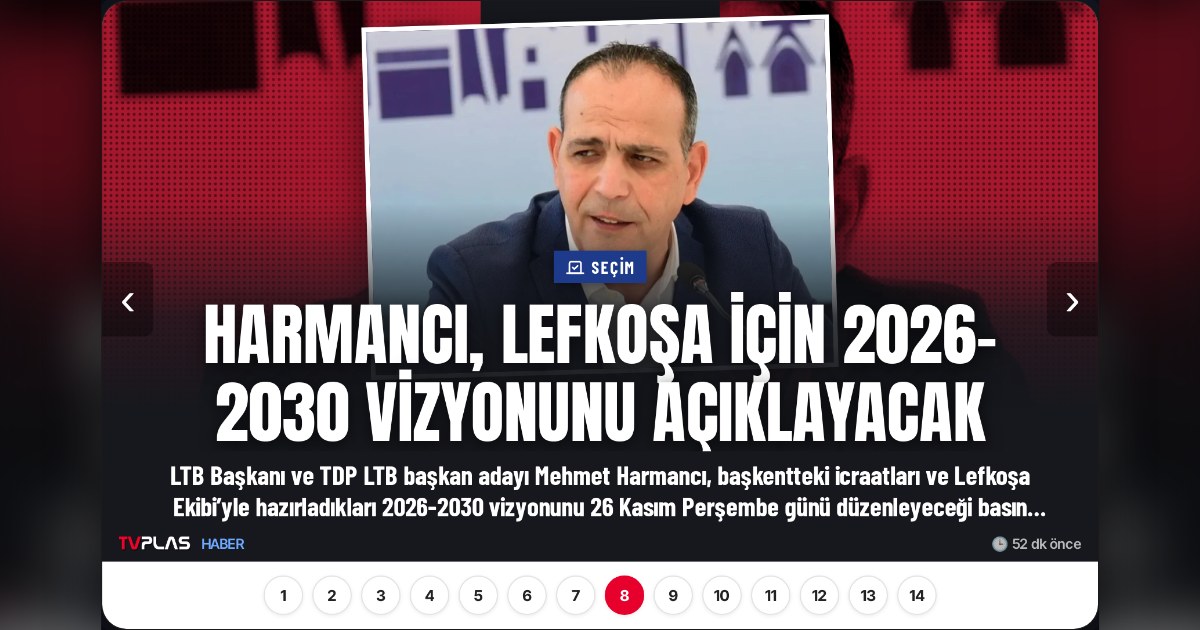 SEÇİM
HARMANCI, LEFKOŞA İÇİN 2026-
2030 VİZYONUNU AÇIKLAYACAK
LTB Başkanı ve TDP LTB başkan adayı Mehmet Harmancı, başkentteki icraatları ve Lefkoşa
Ekibi'yle hazırladıkları 2026-2030 vizyonunu 26 Kasım Perşembe günü düzenleyeceği basın...
TVPLAS HABER 52 dk önce
1 2 3 4 5 6 7 8 9 10 11 12 13 14